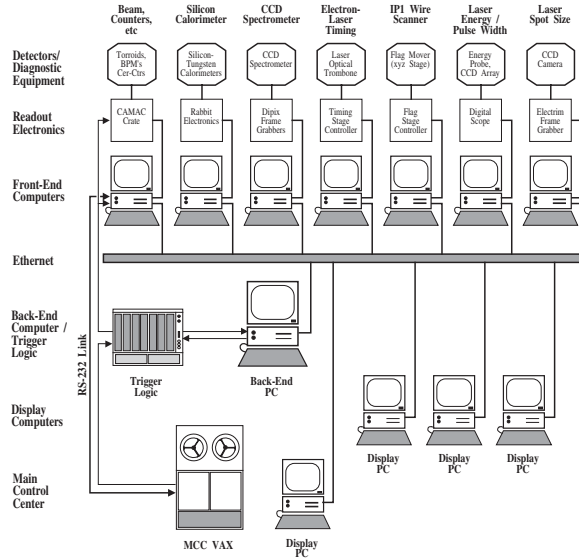 Beam,
Counters,
etc
Silicon
Calorimeter
CCD
Spectrometer
Electron-
Laser
Timing
IP1 Wire
Scanner
Laser
Energy /
Pulse Width
Laser
Spot Size
Detectors/
Diagnostic
Equipment
Torroids,
BPM's
Cer-Ctrs
Silicon-
Tungsten
Calorimeters
CCD
Spectrometer
Laser
Optical
Trombone
Flag Mover
(xyz Stage)
Energy
Probe,
CCD Array
CCD
Camera
Readout
Electronics
CAMAC
Crate
Rabbit
Electronics
Dipix
Frame
Grabbers
Timing
Stage
Controller
Flag
Stage
Controller
Digital
Scope
Electrim
Frame
Grabber
Front-End
Computers
Ethernet
Back-End
Computer /
Trigger
Logic
RS-232 Link
Trigger
Logic
Back-End
PC
Display
Computers
Display
PC
Display
PC
Display
PC
Main
Control
Center
MCC VAX
Display
PC